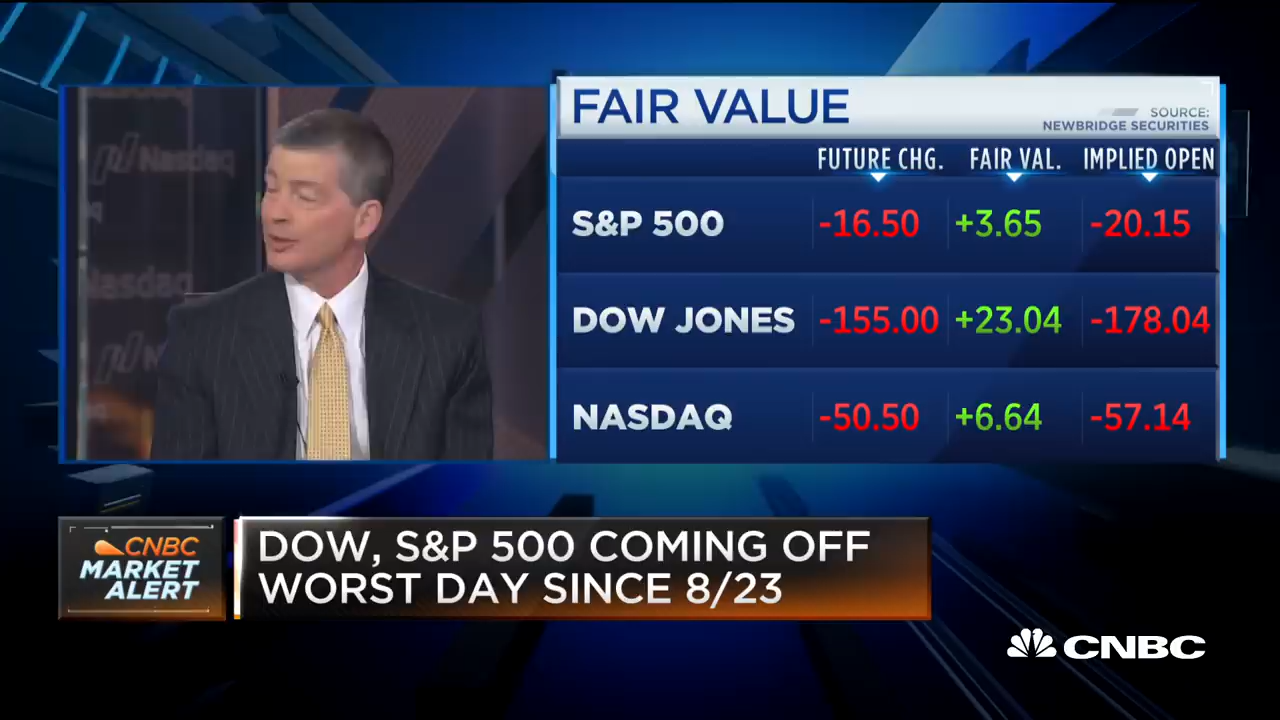 Nasdaq
Nasdaq
FAIR VALUE
SOURCE:
NEWBRIDGE SECURITIES
FUTURE CHG. FAIR VAL. IMPLIED OPEN
S&P 500 -16.50 +3.65 -20.15
DOW JONES -155.00 +23.04 -178.04
NASDAQ -50.50 +6.64 -57.14
CNBC
MARKET
ALERT
DOW, S&P 500 COMING OFF
WORST DAY SINCE 8/23
CNBC